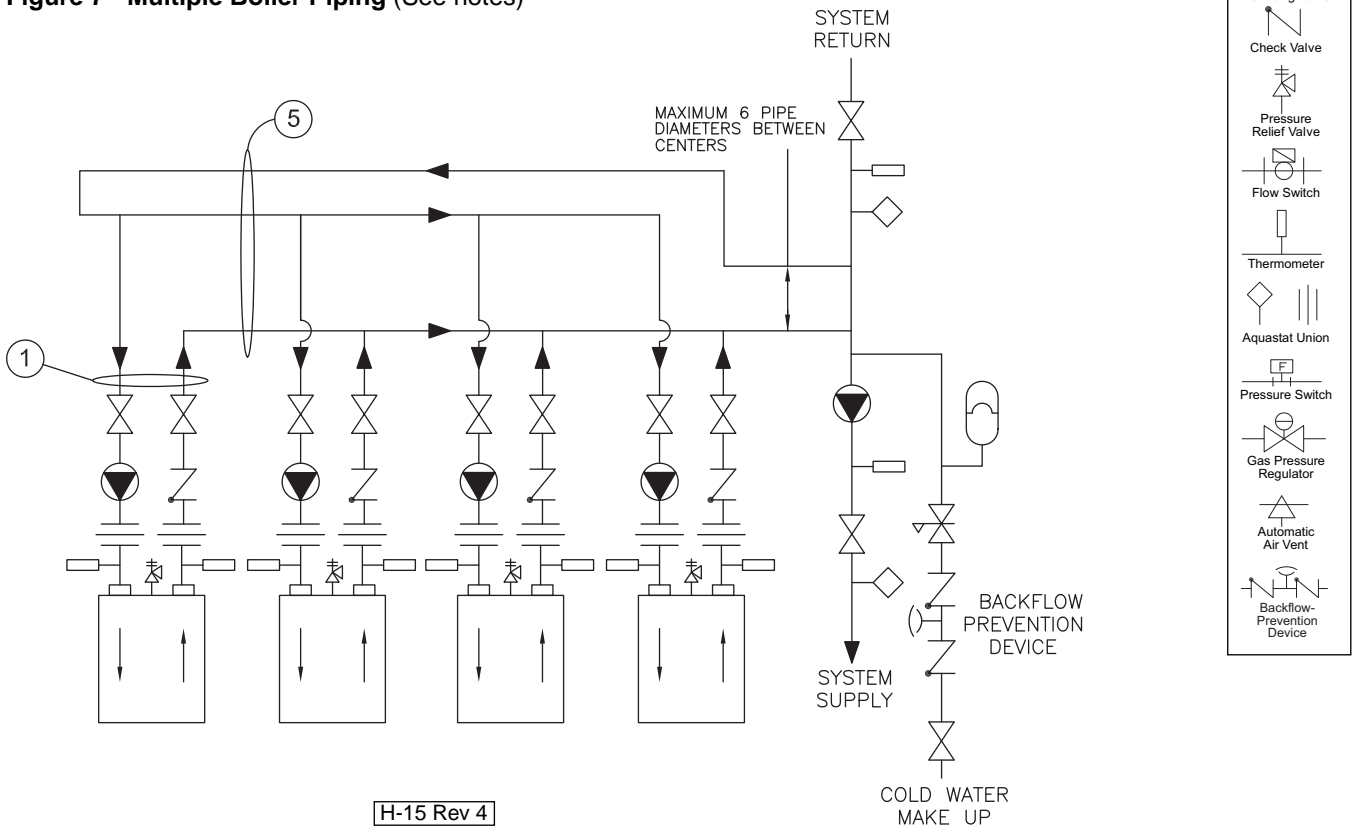 Figure 7 - Multiple Boiler Piping (See notes)
SYSTEM
RETURN
MAXIMUM 6 PIPE
DIAMETERS BETWEEN
CENTERS
5
1
BACKFLOW
PREVENTION
DEVICE
SYSTEM
SUPPLY
COLD WATER
MAKE UP
H-15 Rev 4
Check Valve
Pressure
Relief Valve
Flow Switch
Thermometer
Aquastat Union
F
Pressure Switch
Gas Pressure
Regulator
Automatic
Air Vent
Backflow-
Prevention
Device